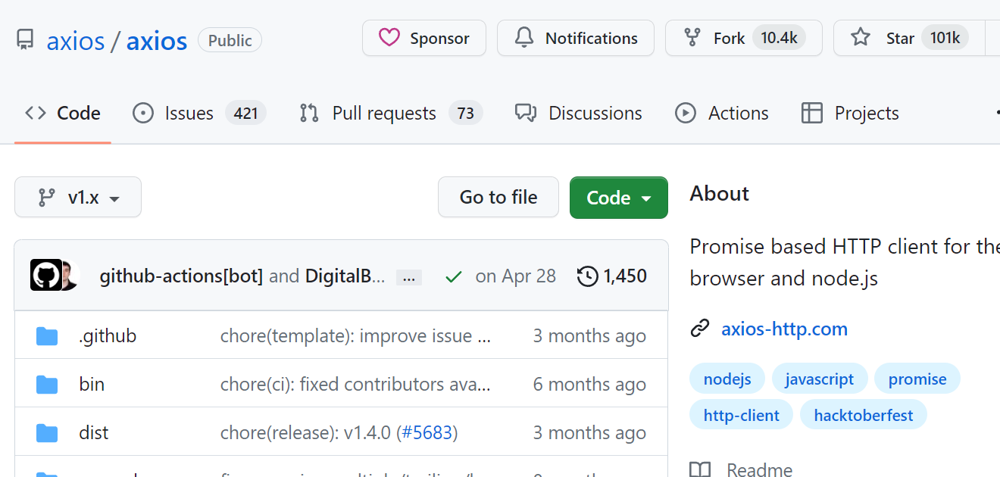 axios / axios Public Sponsor Notifications Fork 10.4k Star 101k
Code Issues 421 Pull requests 73 Discussions Actions Projects
v1.x Go to file Code
github-actions[bot] and DigitalB... ... on Apr 28 1,450
.github chore(template): improve issue ... 3 months ago
bin chore(ci): fixed contributors ava... 6 months ago
dist chore(release): v1.4.0 (#5683) 3 months ago
About
Promise based HTTP client for the
browser and node.js
axios-http.com
nodejs javascript promise
http-client hacktoberfest
Readme